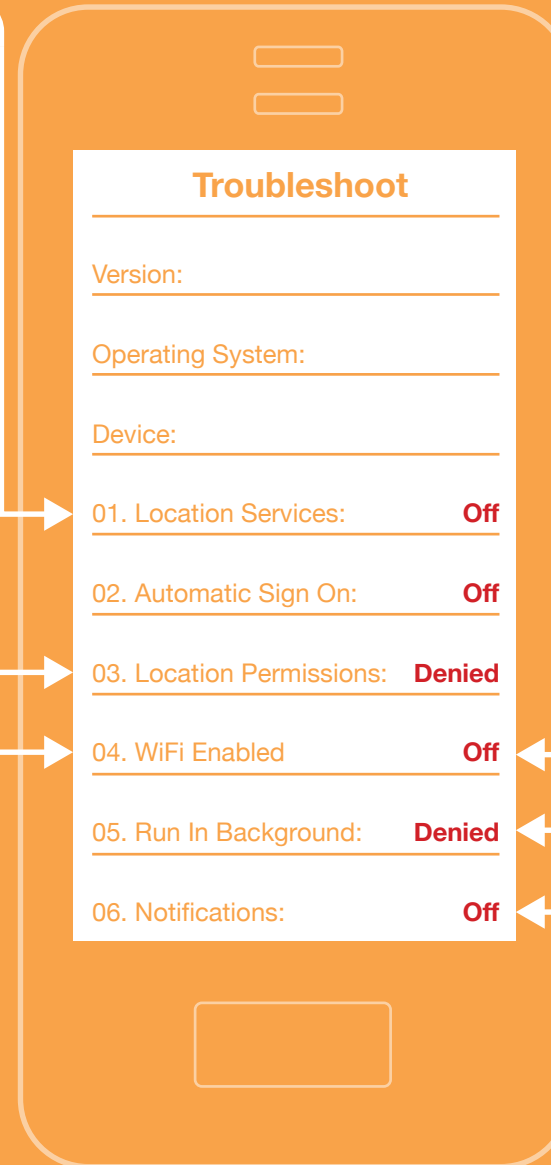 Troubleshoot
Version:
Operating System:
Device:
01. Location Services: Off
02. Automatic Sign On: Off
03. Location Permissions: Denied
04. WiFi Enabled Off
05. Run In Background: Denied
06. Notifications: Off